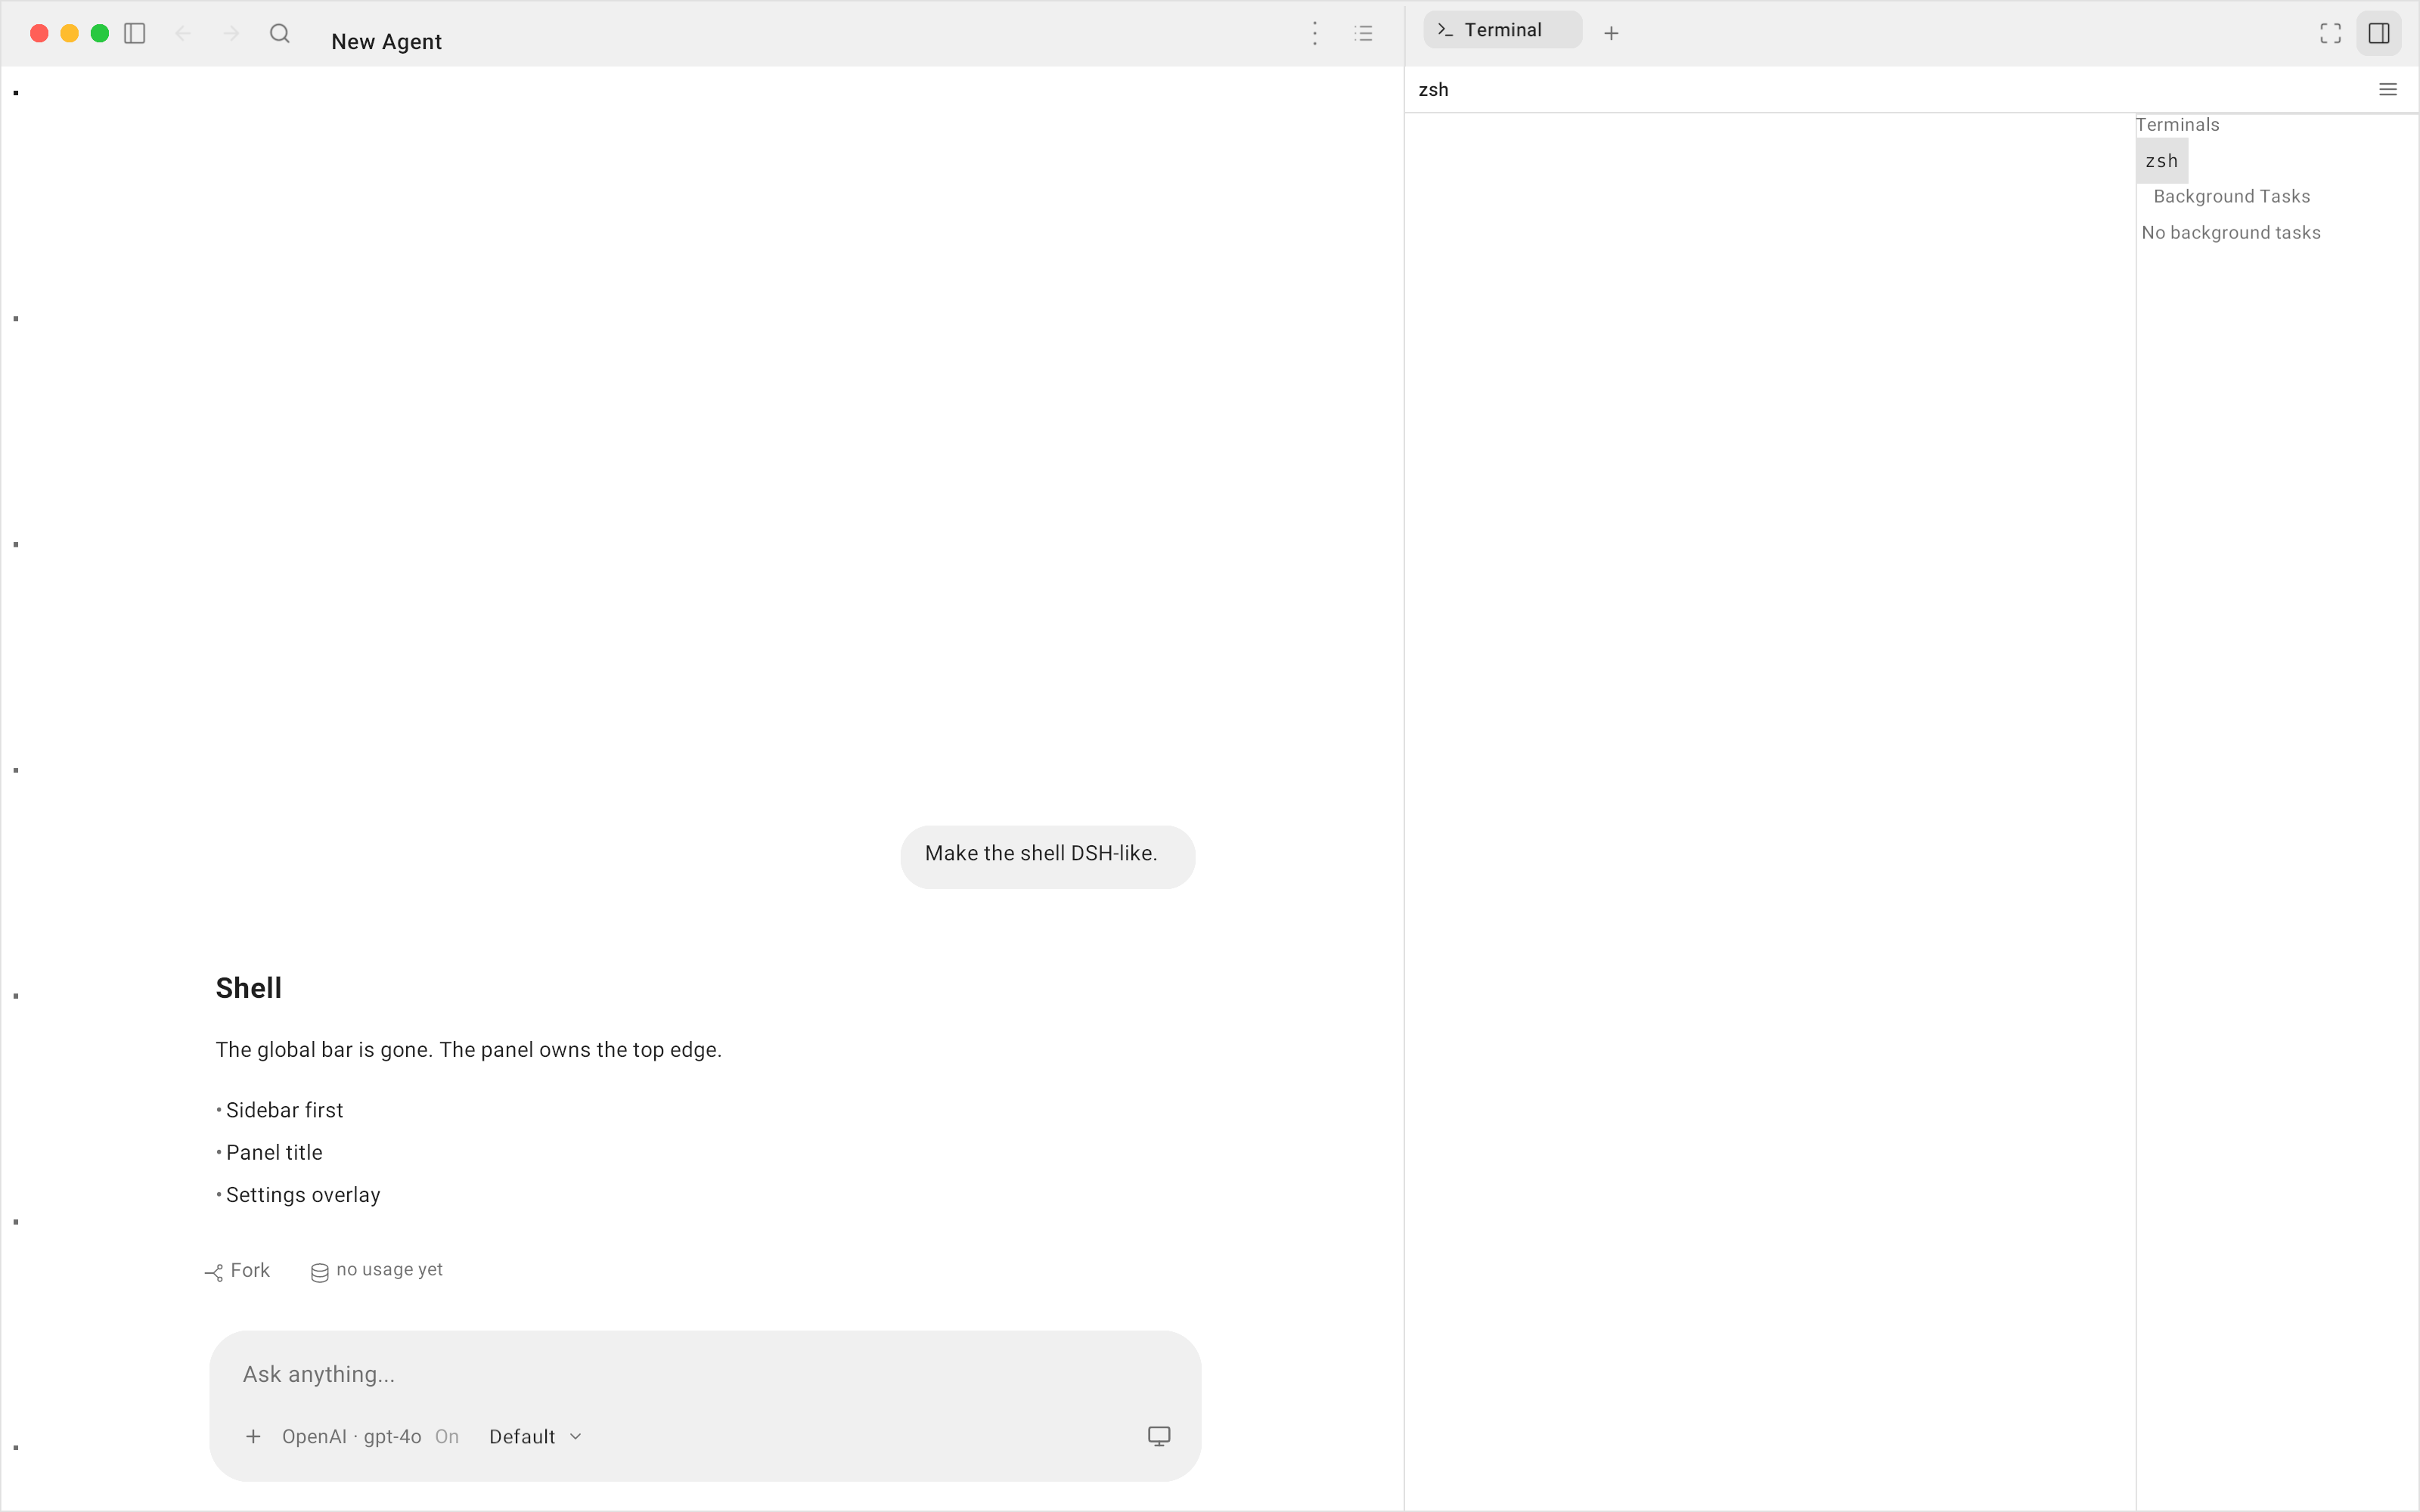 New Agent
Terminal
zsh
Terminals
zsh
Background Tasks
No background tasks
Make the shell DSH-like.
Shell
The global bar is gone. The panel owns the top edge.
• Sidebar first
• Panel title
• Settings overlay
Fork no usage yet
Ask anything...
OpenAI · gpt-4o On Default